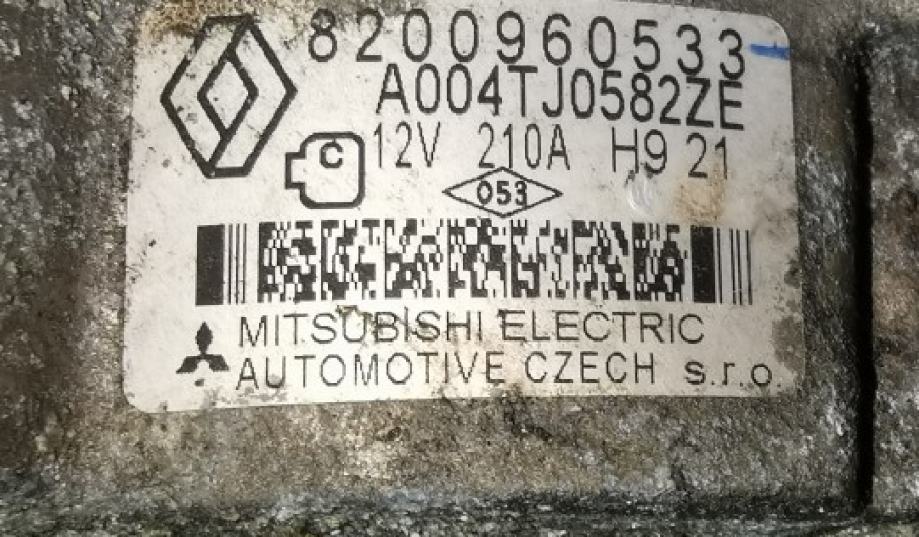 8200960533
A004TJ0582ZE
C 12V 210A H9 21
053
MITSUBISHI ELECTRIC
AUTOMOTIVE CZECH s.r.o.